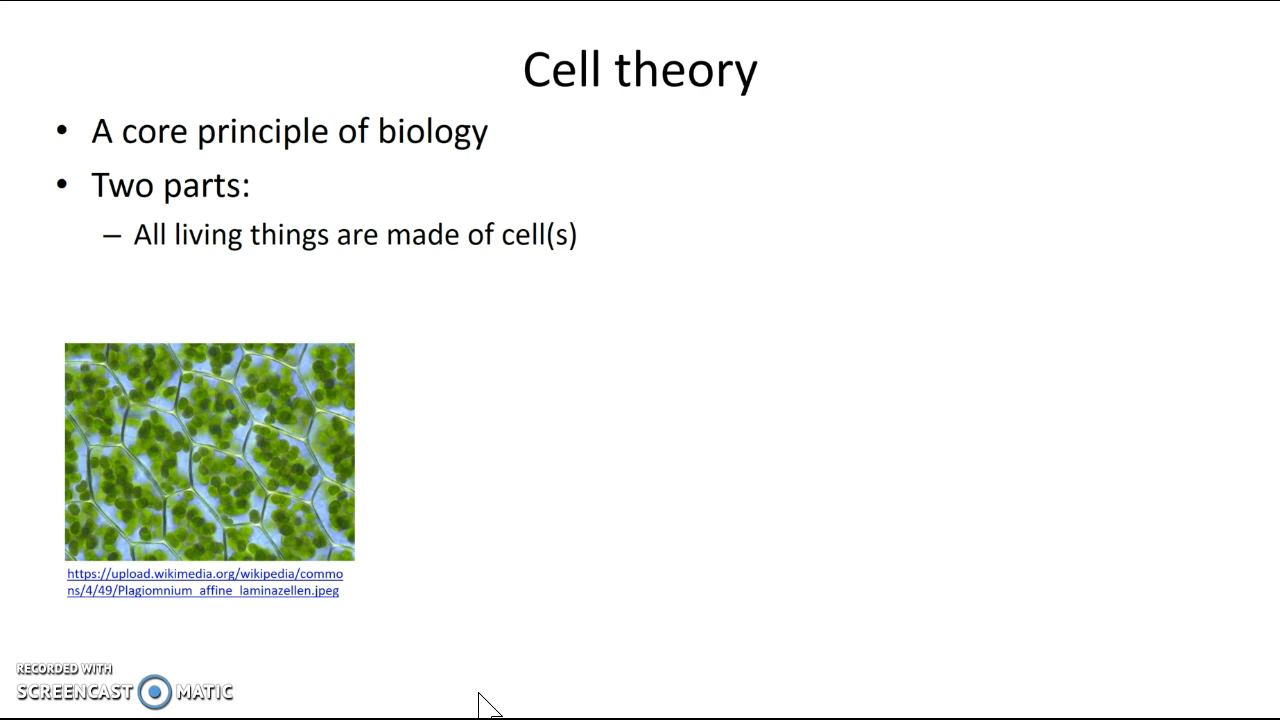 Cell theory
• A core principle of biology
• Two parts:
– All living things are made of cell(s)
https://upload.wikimedia.org/wikipedia/commo
ns/4/49/Plagiomnium_affine_laminazellen.jpeg
RECORDED WITH
SCREENCAST MATIC